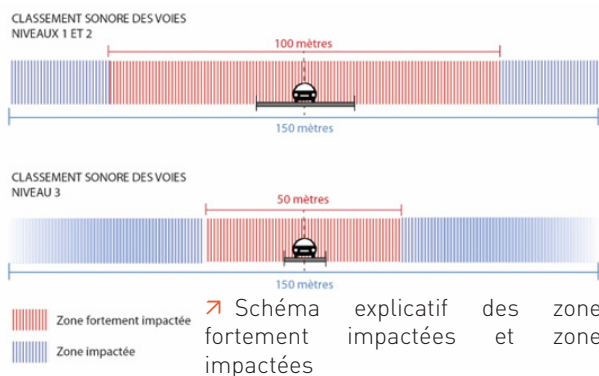 CLASSEMENT SONORE DES VOIES
NIVEAUX 1 ET 2
100 mètres
150 mètres
CLASSEMENT SONORE DES VOIES
NIVEAU 3
50 mètres
150 mètres
Zone fortement impactée
Zone impactée
↗ Schéma explicatif des zone
fortement impactées et zone
impactées